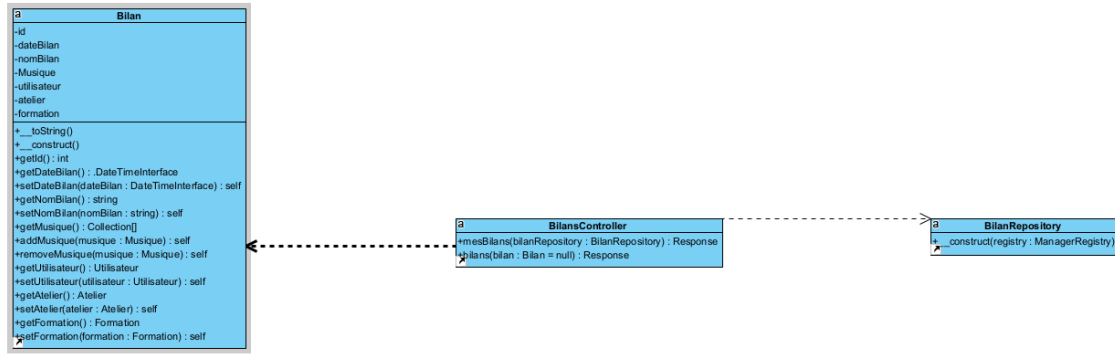 a
Bilan
-id
-dateBilan
-nomBilan
-Musique
-utilisateur
-atelier
-formation
+__toString()
+__construct()
+getId() : int
+getDateBilan() : .DateTimeInterface
+setDateBilan(dateBilan : DateTimeInterface) : self
+getNomBilan() : string
+setNomBilan(nomBilan : string) : self
+getMusique() : Collection[]
+addMusique(musique : Musique) : self
+removeMusique(musique : Musique) : self
+getUtilisateur() : Utilisateur
+setUtilisateur(utilisateur : Utilisateur) : self
+getAtelier() : Atelier
+setAtelier(atelier : Atelier) : self
+getFormation() : Formation
+setFormation(formation : Formation) : self
a
BilansController
+mesBilans(bilanRepository : BilanRepository) : Response
+bilans(bilan : Bilan = null) : Response
a
BilanRepository
+__construct(registry : ManagerRegistry)